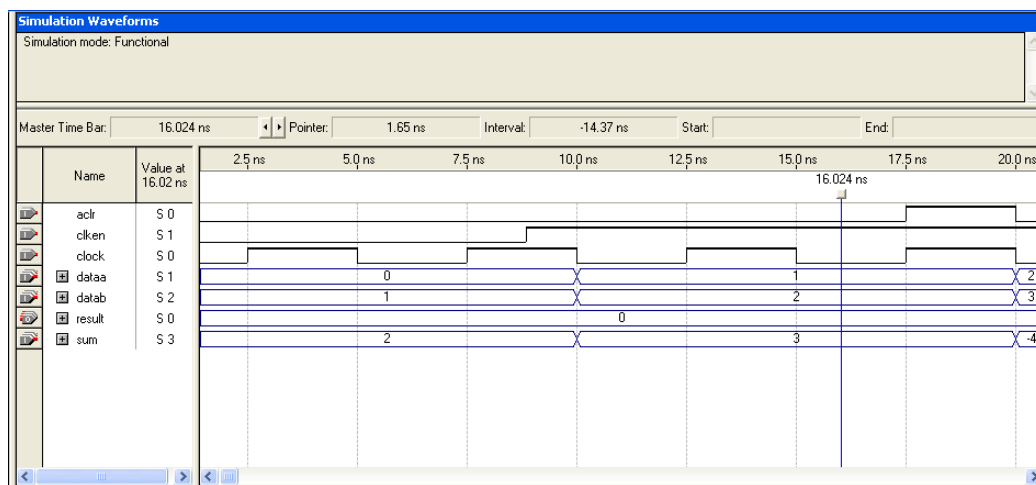 Simulation Waveforms
Simulation mode: Functional
Master Time Bar: 16.024 ns Pointer: 1.65 ns Interval: -14.37 ns Start: End:
Name Value at 16.02 ns 2.5 ns 5.0 ns 7.5 ns 10.0 ns 12.5 ns 15.0 ns 17.5 ns 20.0 ns
16.024 ns
aclr S 0
clken S 1
clock S 0
dataa S 1 0 1 2
datab S 2 1 2 3
result S 0 0
sum S 3 2 3 -4